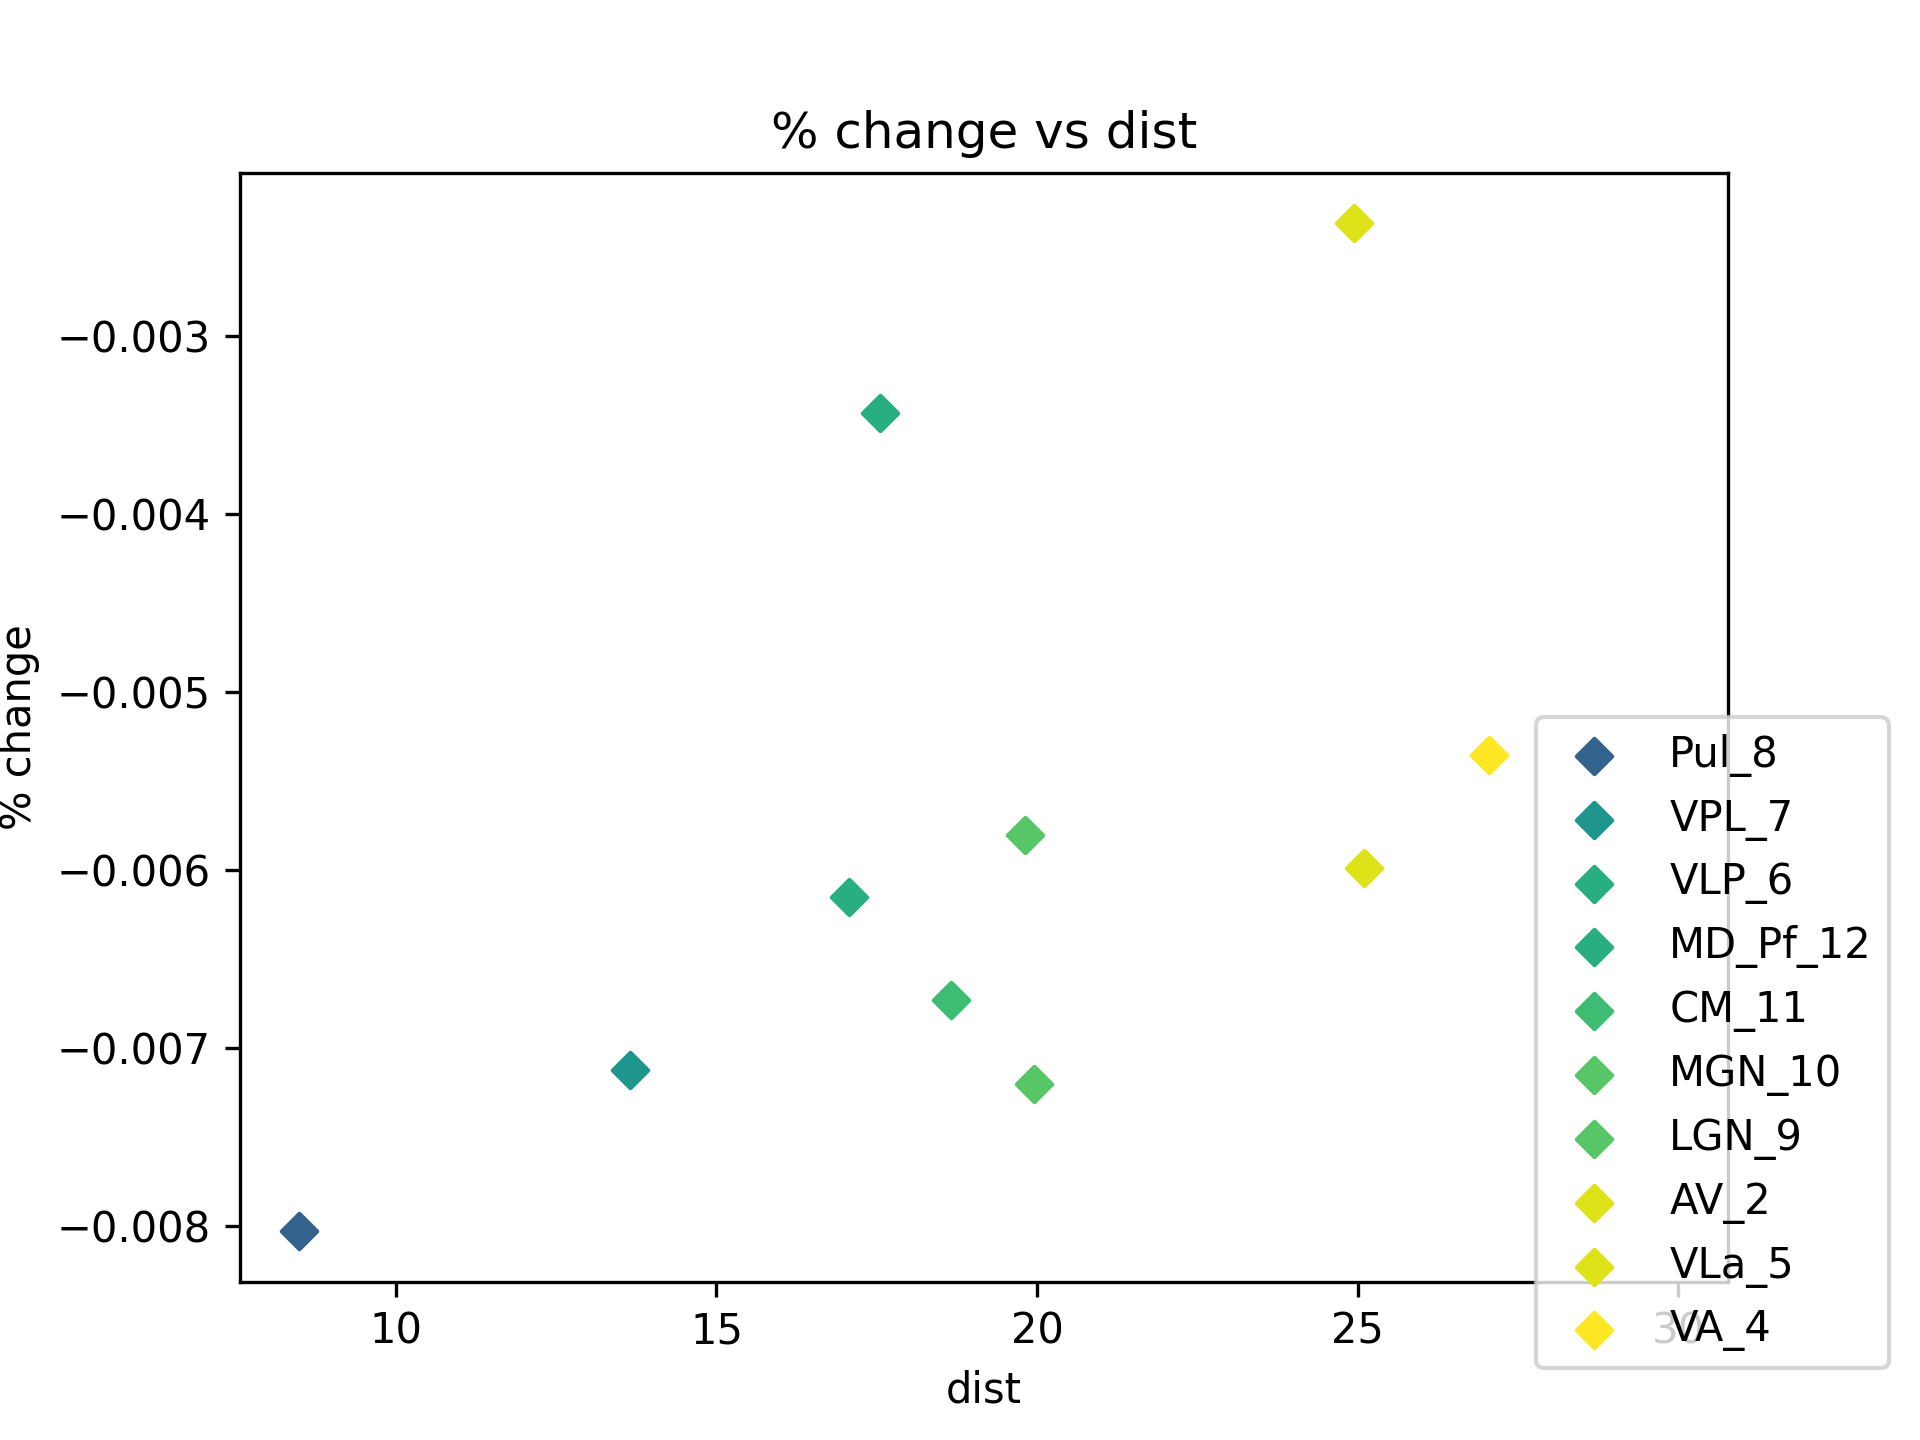 % change vs dist
% change
−0.003
−0.004
−0.005
−0.006
−0.007
−0.008
10
15
20
25
30
dist
Pul_8
VPL_7
VLP_6
MD_Pf_12
CM_11
MGN_10
LGN_9
AV_2
VLa_5
VA_4